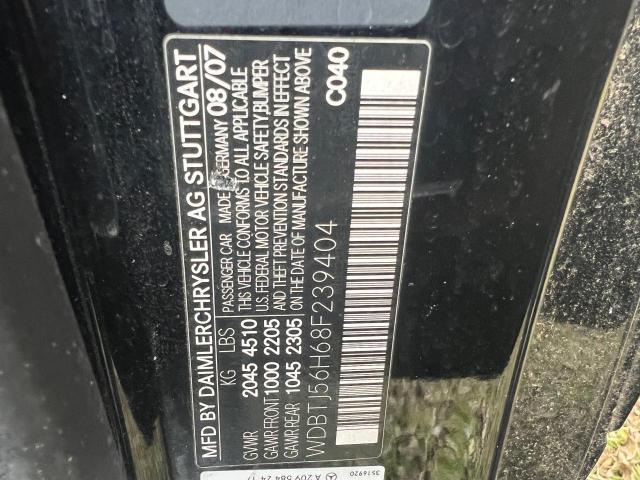 MFD BY DAIMLERCHRYSLER AG STUTTGART
PASSENGER CAR MADE IN GERMANY 08/07
KG LBS THIS VEHICLE CONFORMS TO ALL APPLICABLE
GVWR 2045 4510 U.S. FEDERAL MOTOR VEHICLE SAFETY, BUMPER
GAWR FRONT 1000 2205 AND THEFT PREVENTION STANDARDS IN EFFECT
GAWR REAR 1045 2305 ON THE DATE OF MANUFACTURE SHOWN ABOVE
WDBTJ56H68F239404 C040
3516920
A 209 584 24 17